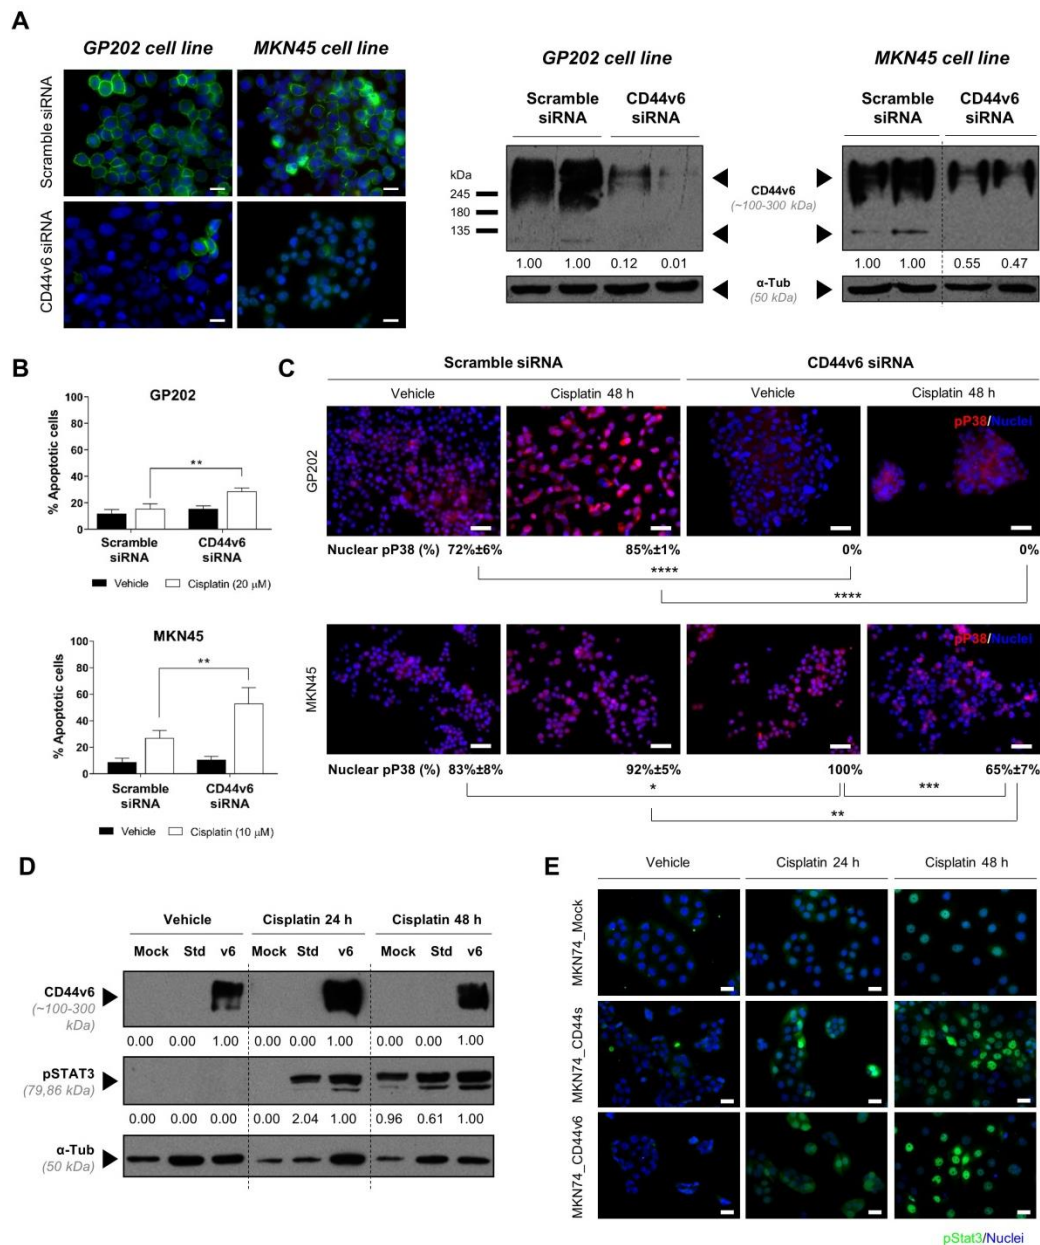 A
GP202 cell line
MKN45 cell line
Scramble siRNA
CD44v6 siRNA
GP202 cell line
MKN45 cell line
Scramble
siRNA
CD44v6
siRNA
Scramble
siRNA
CD44v6
siRNA
kDa
245
180
135
CD44v6
(~100-300 kDa)
1.00 1.00 0.12 0.01
1.00 1.00 0.55 0.47
α-Tub
(50 kDa)
B
GP202
% Apoptotic cells
100
80
60
40
20
0
**
Scramble
siRNA
CD44v6
siRNA
Vehicle
Cisplatin (20 μM)
MKN45
% Apoptotic cells
100
80
60
40
20
0
**
Scramble
siRNA
CD44v6
siRNA
Vehicle
Cisplatin (10 μM)
C
Scramble siRNA
CD44v6 siRNA
Vehicle
Cisplatin 48 h
Vehicle
Cisplatin 48 h
GP202
pP38/Nuclei
Nuclear pP38 (%) 72%±6% 85%±1% 0% 0%
****
****
MKN45
pP38/Nuclei
Nuclear pP38 (%) 83%±8% 92%±5% 100% 65%±7%
*
***
**
D
Vehicle
Cisplatin 24 h
Cisplatin 48 h
Mock Std v6 Mock Std v6 Mock Std v6
CD44v6
(~100-300
kDa)
0.00 0.00 1.00 0.00 0.00 1.00 0.00 0.00 1.00
pSTAT3
(79,86 kDa)
0.00 0.00 0.00 0.00 2.04 1.00 0.96 0.61 1.00
α-Tub
(50 kDa)
E
Vehicle
Cisplatin 24 h
Cisplatin 48 h
MKN74_Mock
MKN74_CD44s
MKN74_CD44v6
pStat3/Nuclei